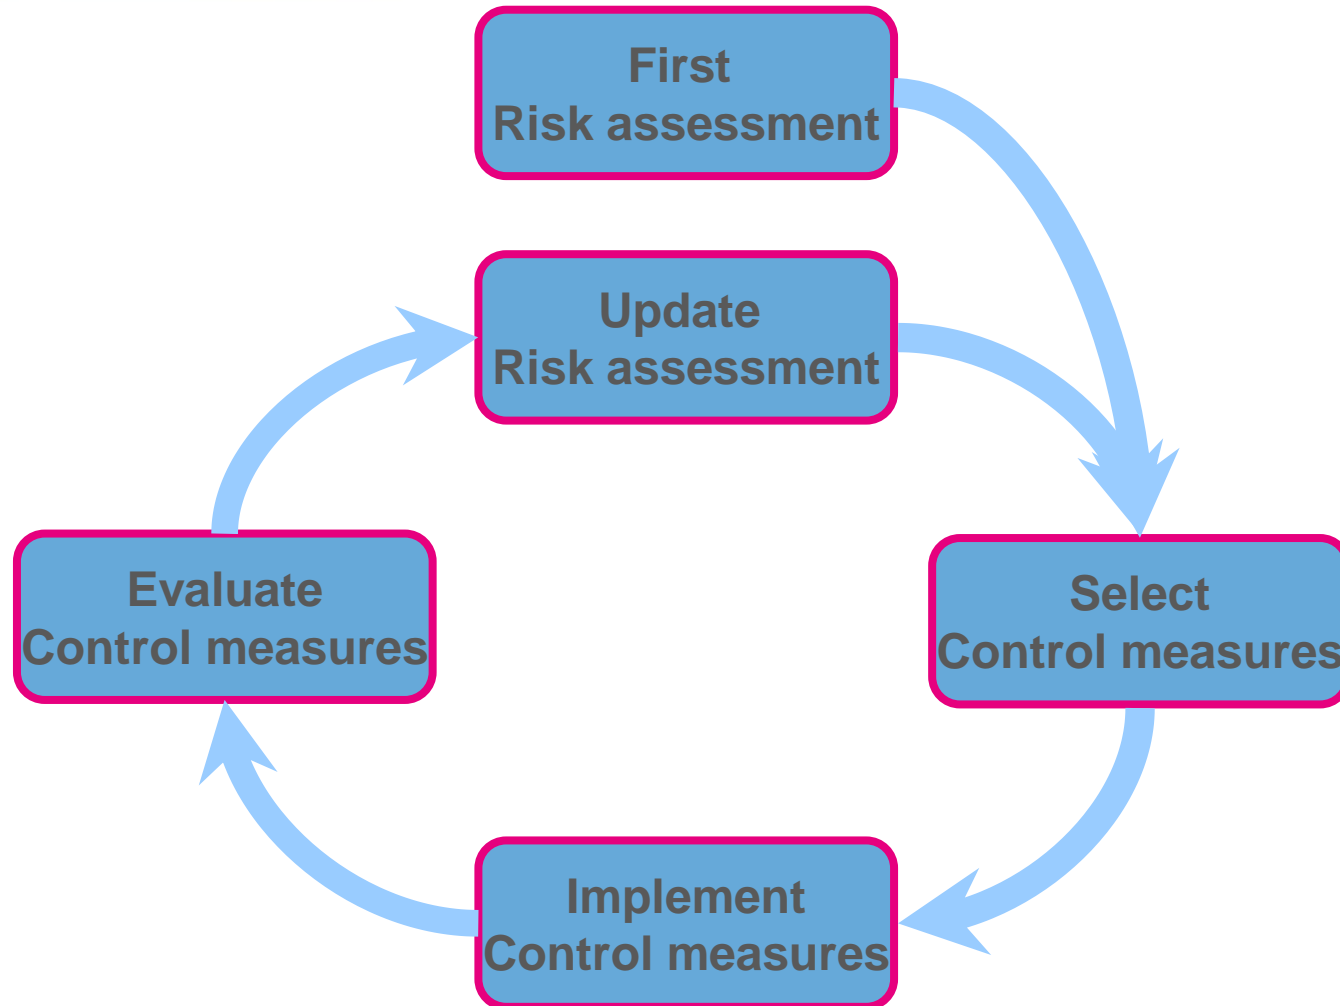 First
Risk assessment
Update
Risk assessment
Evaluate
Control measures
Select
Control measures
Implement
Control measures